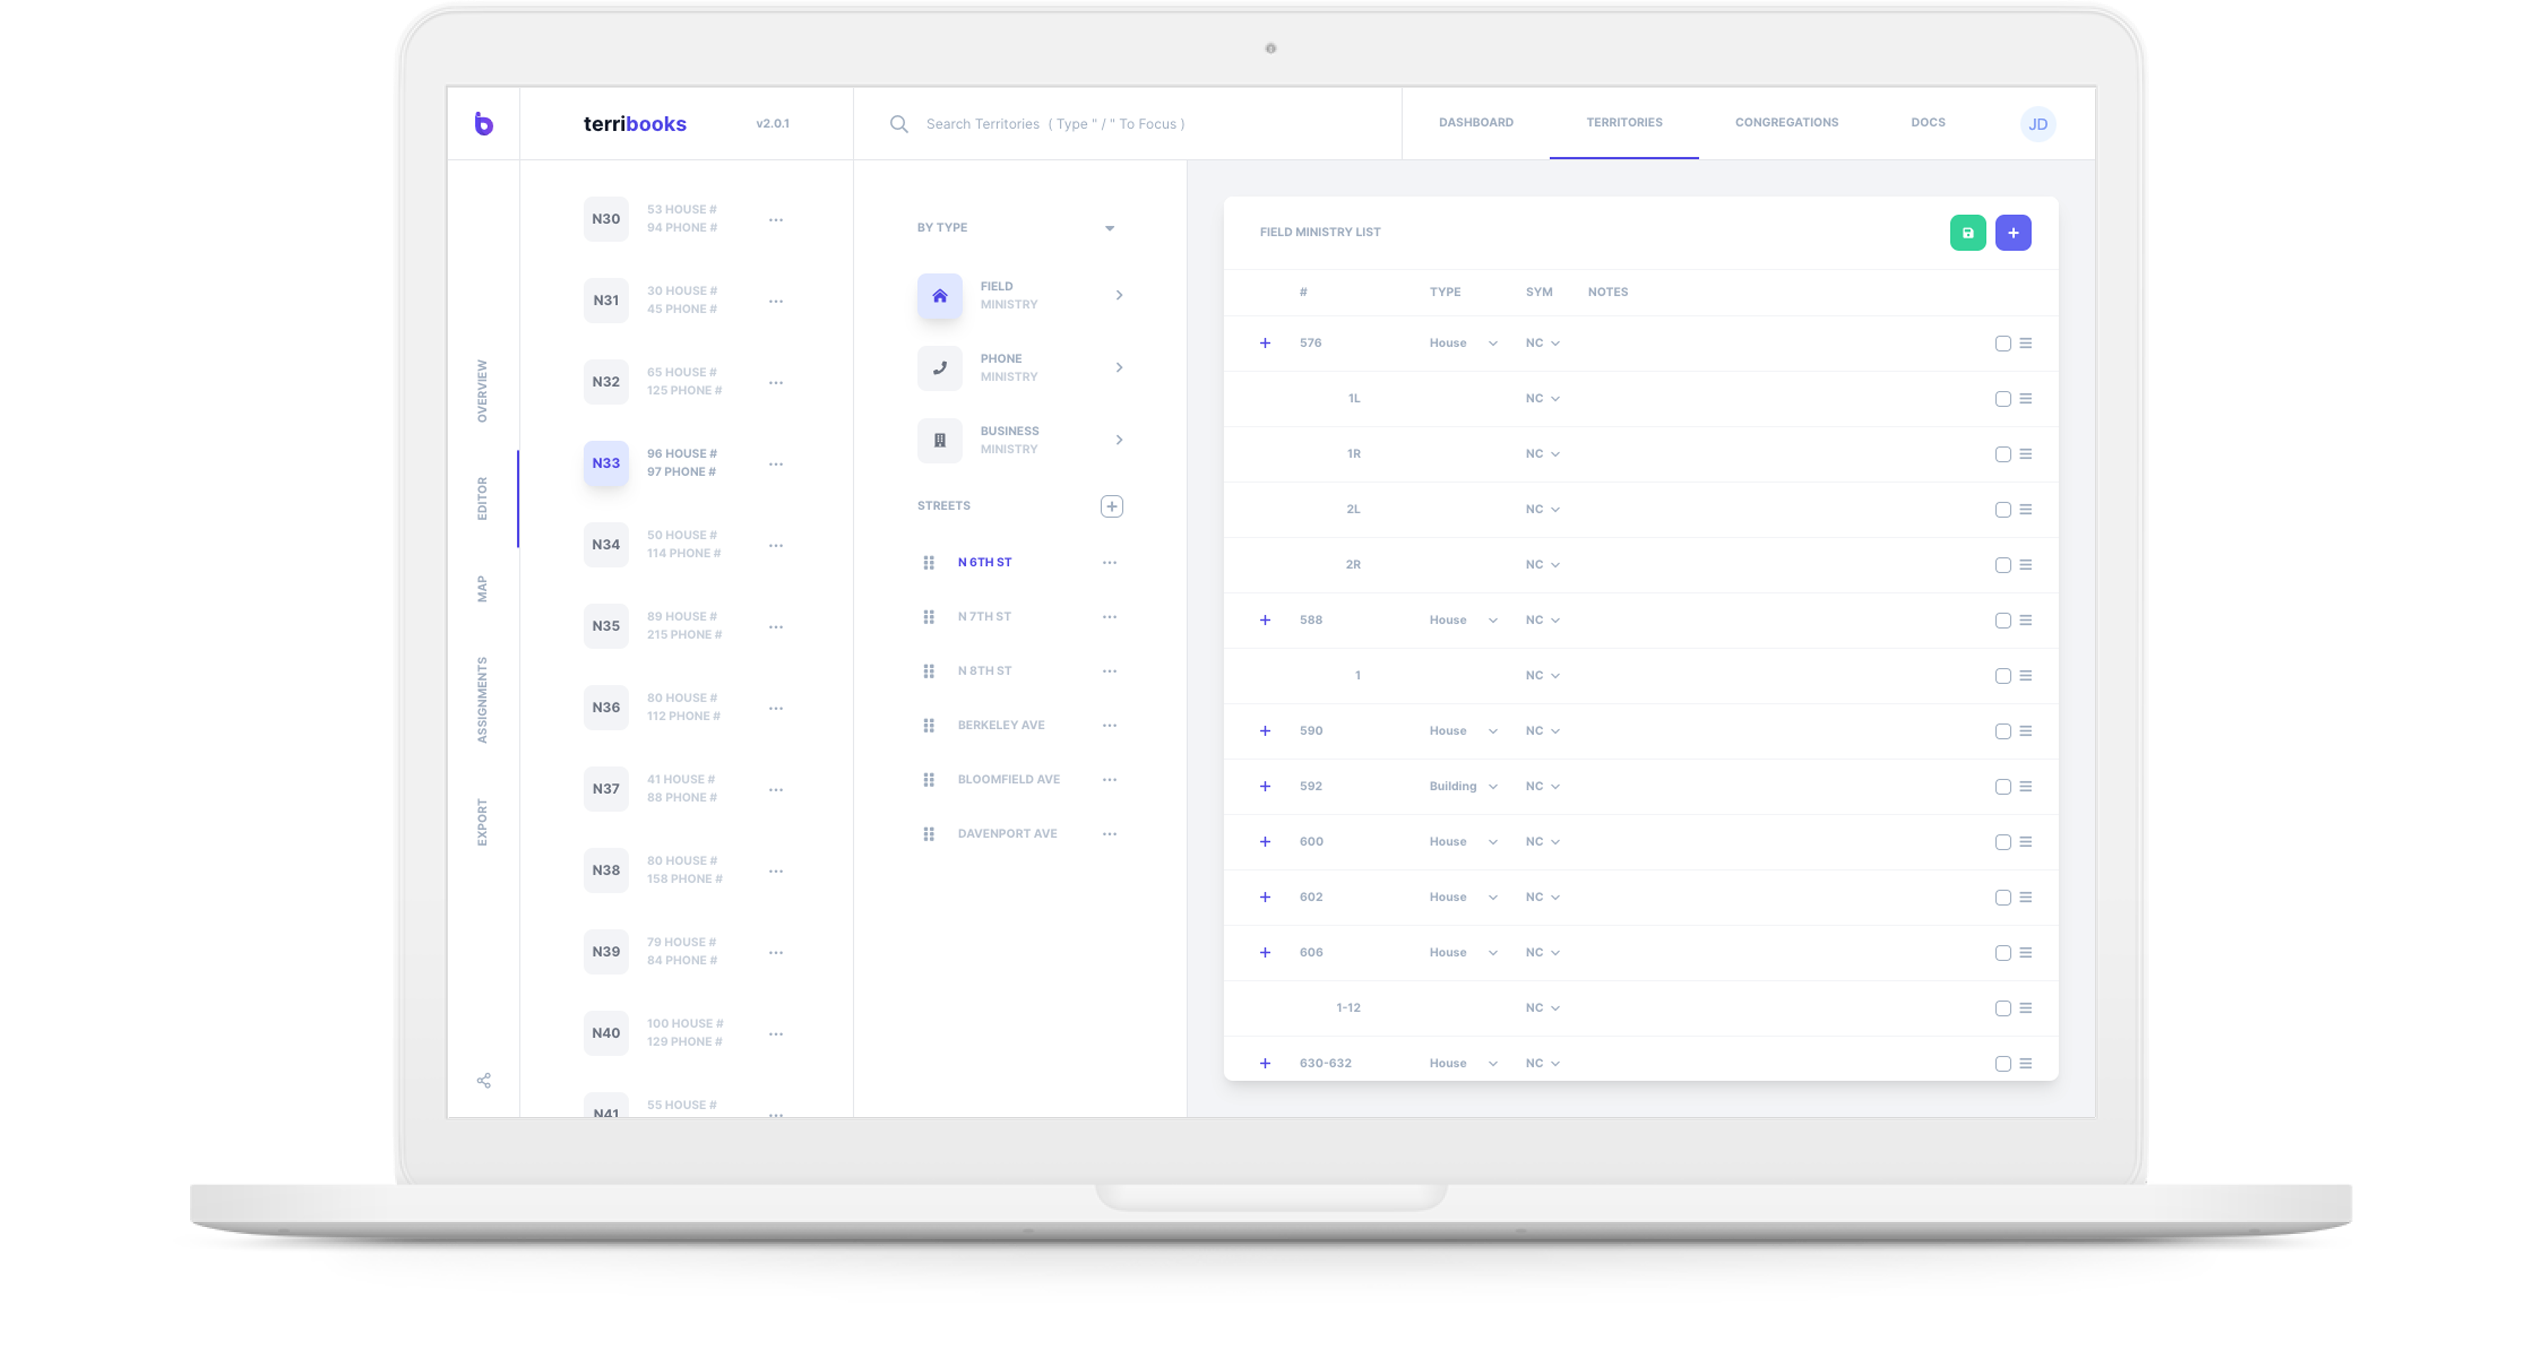 terribooks
v2.0.1
Search Territories ( Type " / " To Focus )
DASHBOARD
TERRITORIES
CONGREGATIONS
DOCS
JD
OVERVIEW
EDITOR
MAP
ASSIGNMENTS
EXPORT
N30
53 HOUSE #
94 PHONE #
N31
30 HOUSE #
45 PHONE #
N32
65 HOUSE #
125 PHONE #
N33
96 HOUSE #
97 PHONE #
N34
50 HOUSE #
114 PHONE #
N35
89 HOUSE #
215 PHONE #
N36
80 HOUSE #
112 PHONE #
N37
41 HOUSE #
88 PHONE #
N38
80 HOUSE #
158 PHONE #
N39
79 HOUSE #
84 PHONE #
N40
100 HOUSE #
129 PHONE #
N41
55 HOUSE #
BY TYPE
FIELD
MINISTRY
PHONE
MINISTRY
BUSINESS
MINISTRY
STREETS
N 6TH ST
N 7TH ST
N 8TH ST
BERKELEY AVE
BLOOMFIELD AVE
DAVENPORT AVE
FIELD MINISTRY LIST
# TYPE SYM NOTES
576 House NC
1L NC
1R NC
2L NC
2R NC
588 House NC
1 NC
590 House NC
592 Building NC
600 House NC
602 House NC
606 House NC
1-12 NC
630-632 House NC